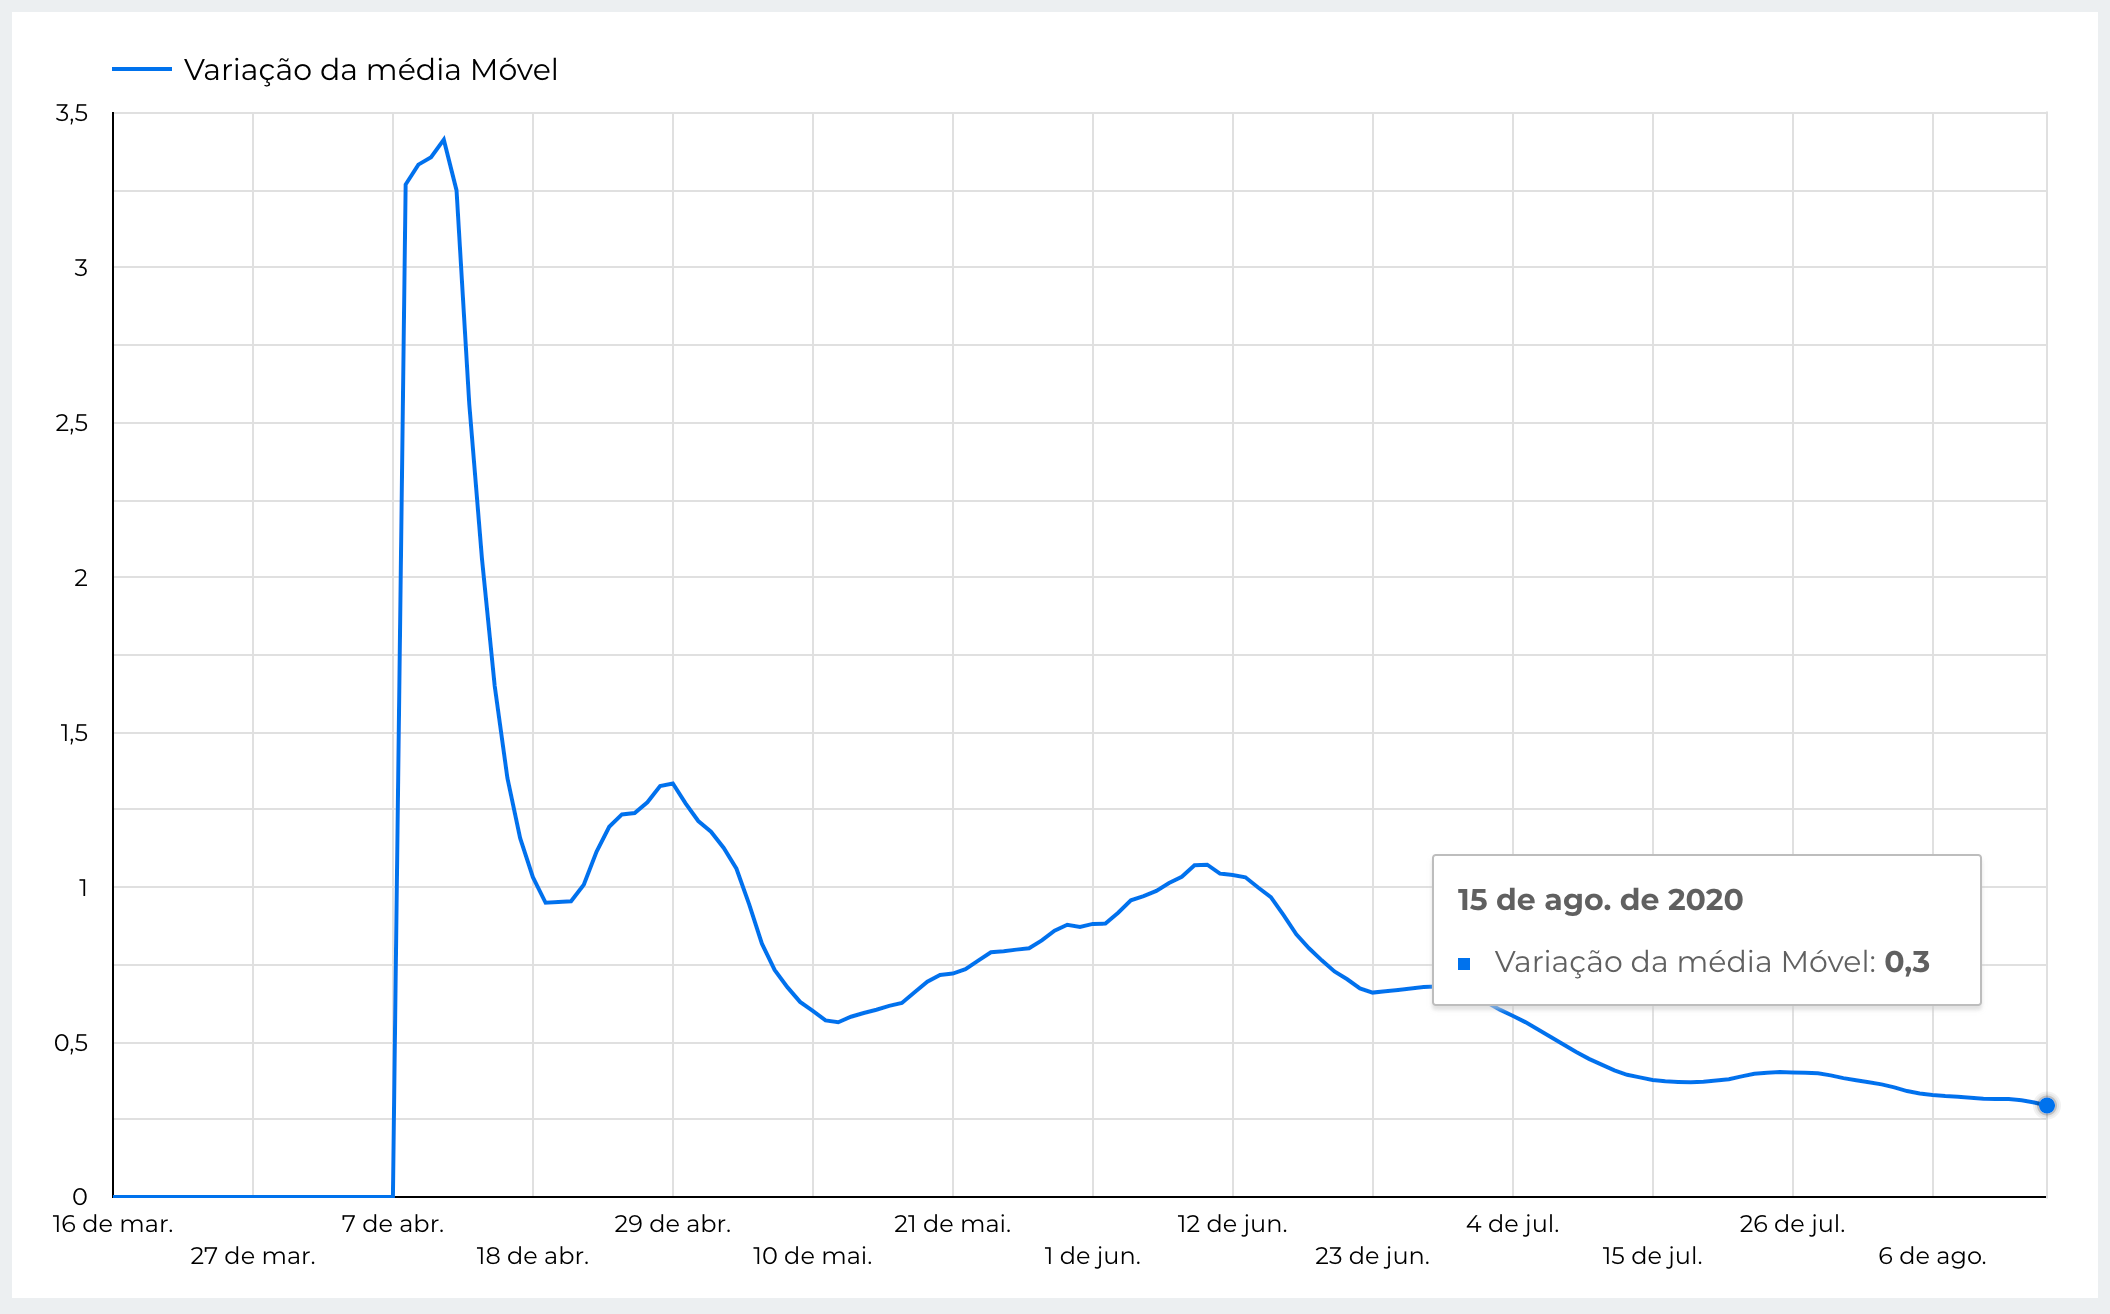 Variação da média Móvel
3,5
3
2,5
2
1,5
1
0,5
0
15 de ago. de 2020
Variação da média Móvel: 0,3
16 de mar.
27 de mar.
7 de abr.
18 de abr.
29 de abr.
10 de mai.
21 de mai.
1 de jun.
12 de jun.
23 de jun.
4 de jul.
15 de jul.
26 de jul.
6 de ago.